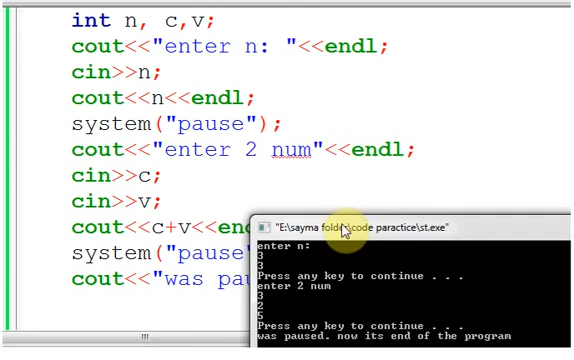 int n, c,v;
cout<<"enter n: "<<endl;
cin>>n;
cout<<n<<endl;
system("pause");
cout<<"enter 2 num"<<endl;
cin>>c;
cin>>v;
cout<<c+v<<en
system("pause
cout<<"was pau
"E:\sayma folder\code paractice\st.exe"
enter n:
3
3
Press any key to continue . . .
enter 2 num
3
2
5
Press any key to continue . . .
was paused. now its end of the program